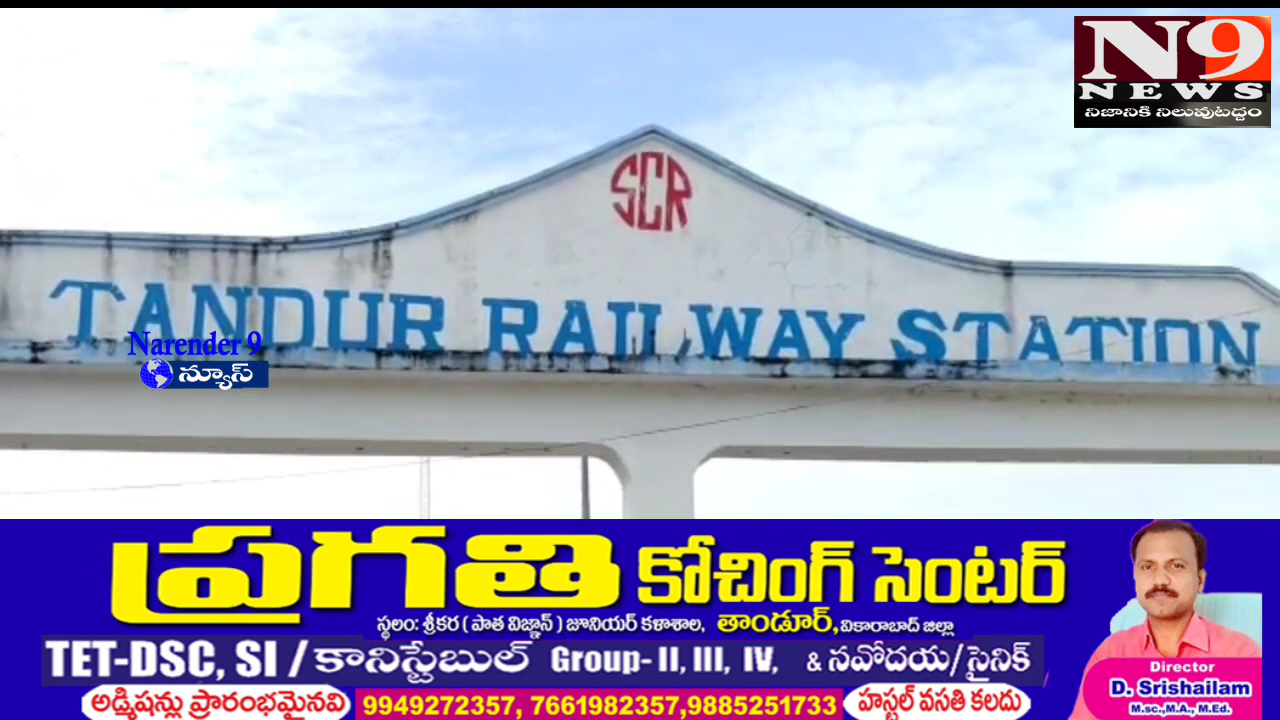 N9
NEWS
నిజానికి నిలువుటద్దం
SCR
TANDUR RAILWAY STATION
Narender 9
న్యూస్
ప్రగతి కోచింగ్ సెంటర్
స్థలం: శ్రీకర ( పాత విజ్ఞాన్ ) జూనియర్ కళాశాల, తాండూర్, వికారాబాద్ జిల్లా
TET-DSC, SI / కానిస్టేబుల్ Group- II, III, IV, & నవోదయ/సైనిక్
అడ్మిషన్లు ప్రారంభమైనవి 9949272357, 7661982357,9885251733 హస్టల్ వసతి కలదు
Director
D. Srishailam
M.sc.,M.A., M.Ed.